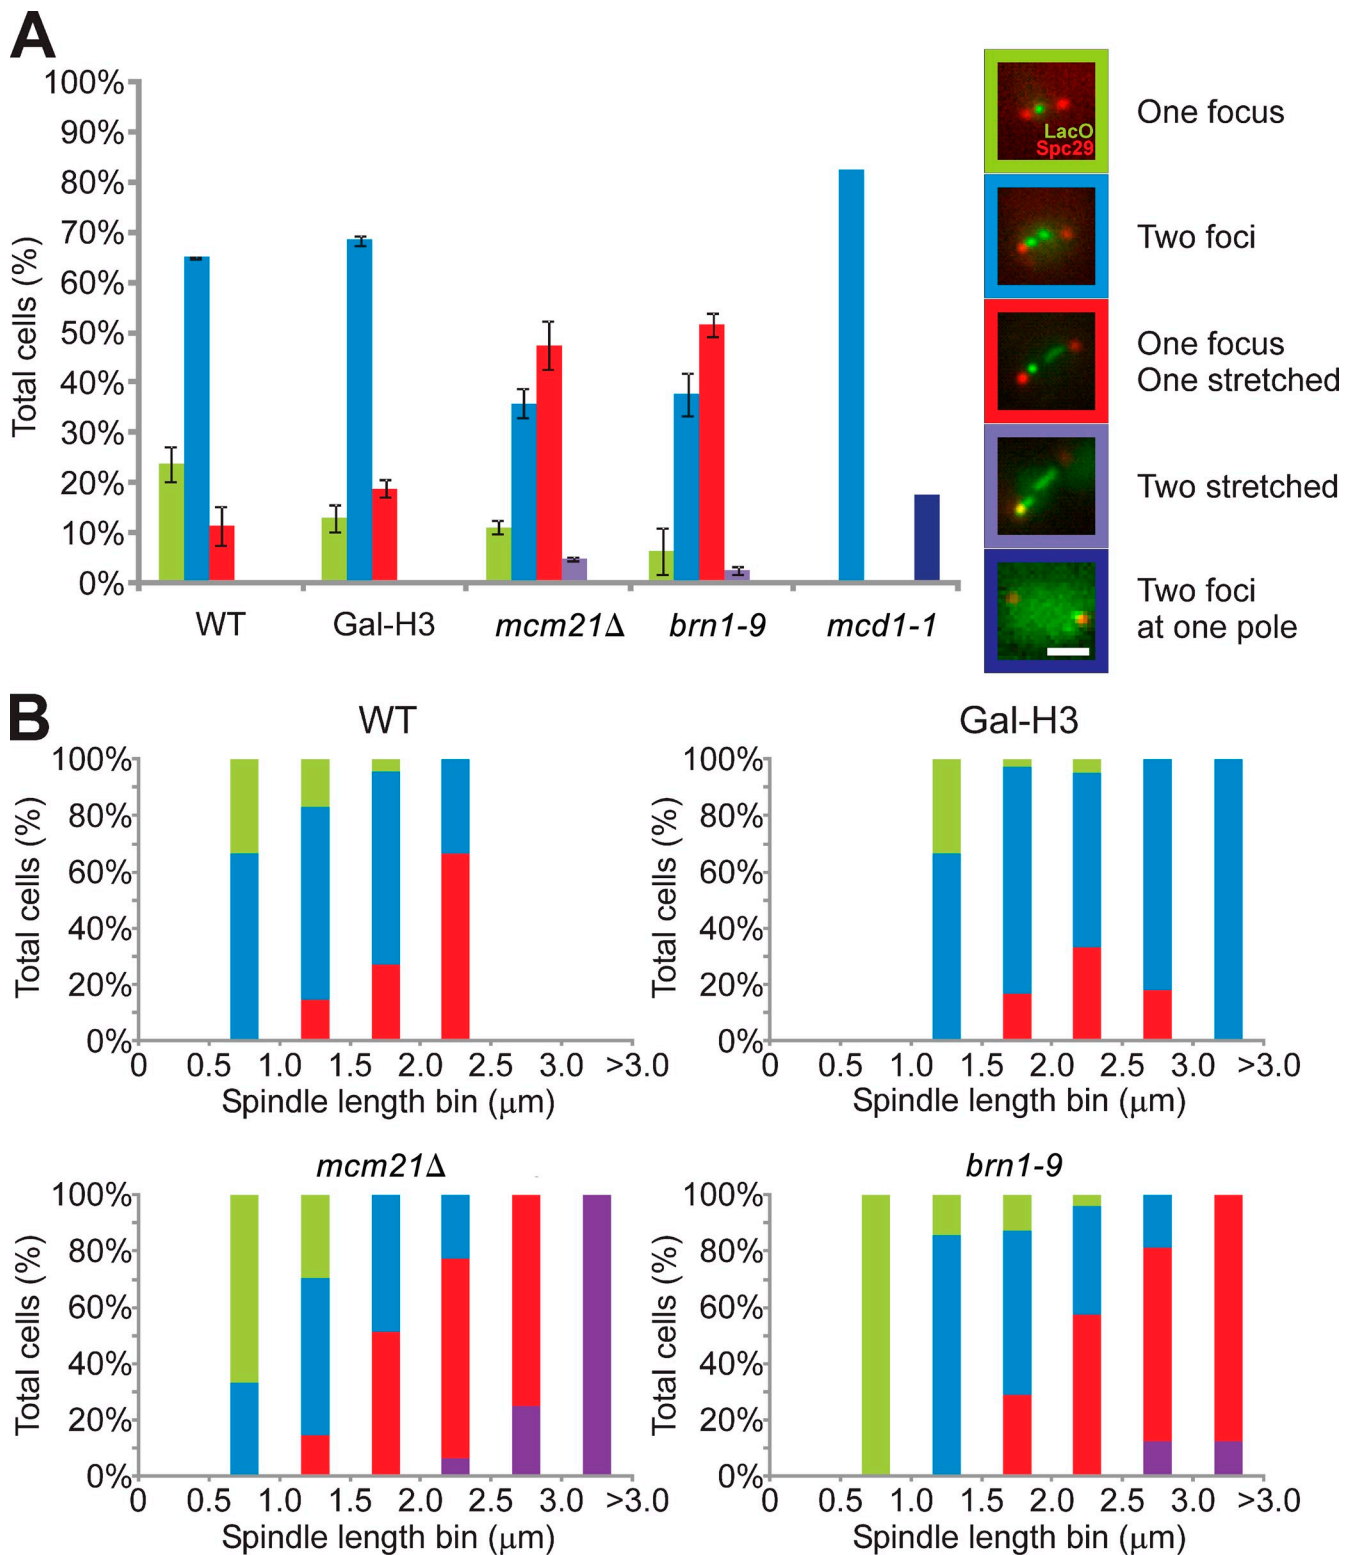 A
100%
90%
80%
70%
60%
50%
40%
30%
20%
10%
0%
Total cells (%)
WT
Gal-H3
mcm21Δ
brn1-9
mcd1-1
LacO
Spc29
One focus
Two foci
One focus
One stretched
Two stretched
Two foci
at one pole
B
WT
100%
80%
60%
40%
20%
0%
Total cells (%)
0 0.5 1.0 1.5 2.0 2.5 3.0 >3.0
Spindle length bin (μm)
Gal-H3
100%
80%
60%
40%
20%
0%
Total cells (%)
0 0.5 1.0 1.5 2.0 2.5 3.0 >3.0
Spindle length bin (μm)
mcm21Δ
100%
80%
60%
40%
20%
0%
Total cells (%)
0 0.5 1.0 1.5 2.0 2.5 3.0 >3.0
Spindle length bin (μm)
brn1-9
100%
80%
60%
40%
20%
0%
Total cells (%)
0 0.5 1.0 1.5 2.0 2.5 3.0 >3.0
Spindle length bin (μm)